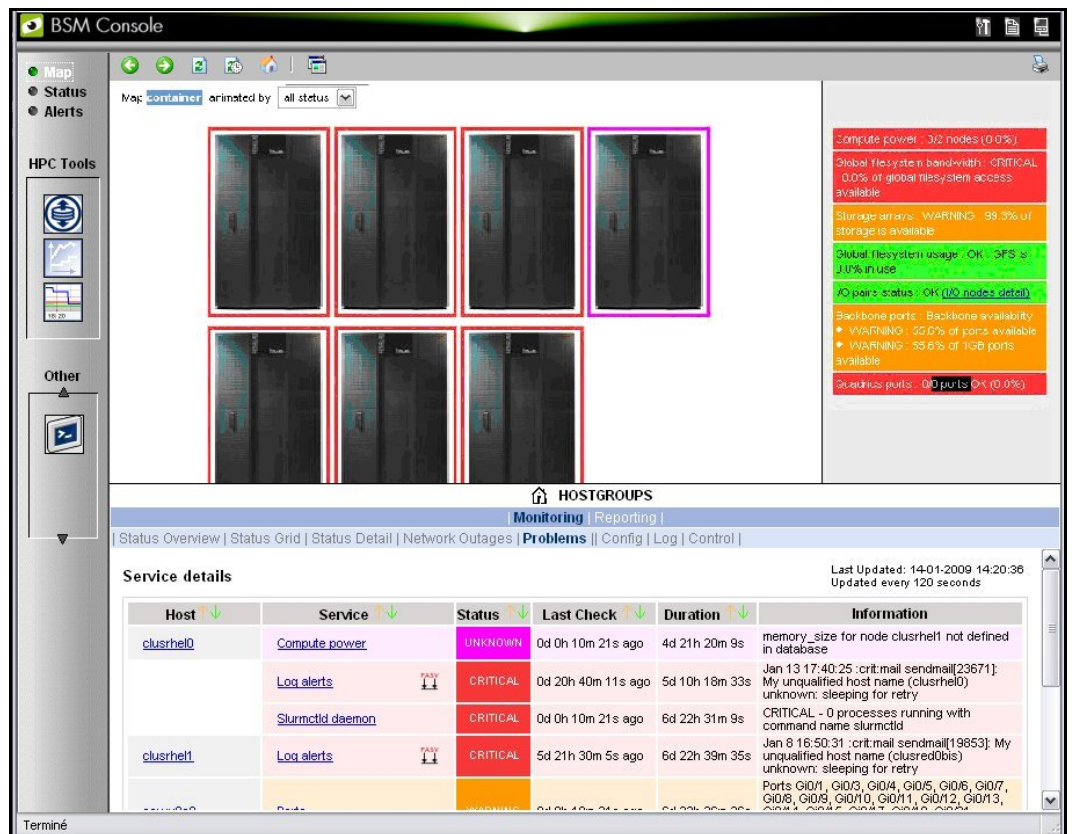 BSM Console
Map
Status
Alerts
HPC Tools
Other
Map container animated by all status
Compute power : 0/2 nodes (0.0%)
Global filesystem bandwidth : CRITICAL
0.0% of global filesystem access
available
Storage arrays : WARNING : 99.3% of
storage is available
Global filesystem usage : OK : GFS is
0.0% in use
I/O pairs status : OK (I/O nodes detail)
Backbone ports : Backbone availability
WARNING : 55.0% of ports available
WARNING : 55.6% of 1GB ports
available
Quadrics ports : 0/0 ports OK (0.0%)
HOSTGROUPS
| Monitoring | Reporting |
| Status Overview | Status Grid | Status Detail | Network Outages | Problems || Config | Log | Control |
Service details
Last Updated: 14-01-2009 14:20:36
Updated every 120 seconds
Host Service Status Last Check Duration Information
clusrhel0 Compute power UNKNOWN 0d 0h 10m 21s ago 4d 21h 20m 9s memory_size for node clusrhel1 not defined
in database
Log alerts PASV CRITICAL 0d 20h 40m 11s ago 5d 10h 18m 33s Jan 13 17:40:25 :crit:mail sendmail[23671]:
My unqualified host name (clusrhel0)
unknown: sleeping for retry
Slurmctld daemon CRITICAL 0d 0h 10m 21s ago 6d 22h 31m 9s CRITICAL - 0 processes running with
command name slurmctld
clusrhel1 Log alerts PASV CRITICAL 5d 21h 30m 5s ago 6d 22h 39m 35s Jan 8 16:50:31 :crit:mail sendmail[19853]: My
unqualified host name (clusred0bis)
unknown: sleeping for retry
Ports Gi0/1, Gi0/3, Gi0/4, Gi0/5, Gi0/6, Gi0/7,
Gi0/8, Gi0/9, Gi0/10, Gi0/11, Gi0/12, Gi0/13,
Terminé